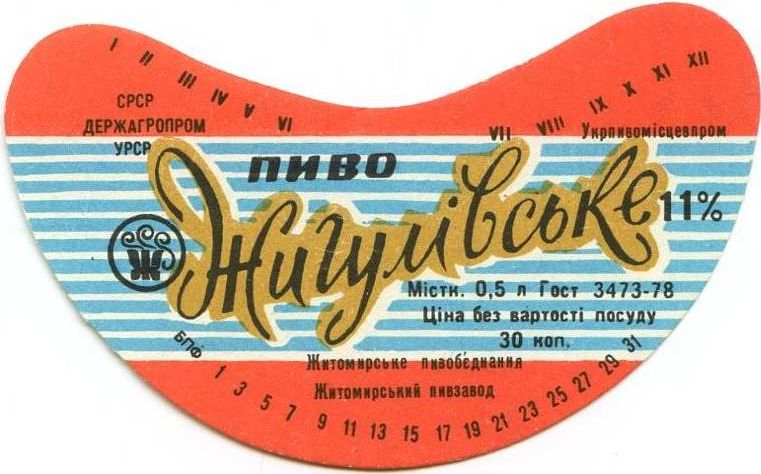 I II III IV V VI VII VIII IX X XI XII
СРСР
ДЕРЖАГРОПРОМ
УРСР
Укрпивомісцевпром
пиво
Жигулівське
11%
Ж
Містк. 0,5 л Гост 3473-78
Ціна без вартості посуду
30 коп.
Житомирське пивоб'єднання
Житомирський пивзавод
БПФ 1 3 5 7 9 11 13 15 17 19 21 23 25 27 29 31